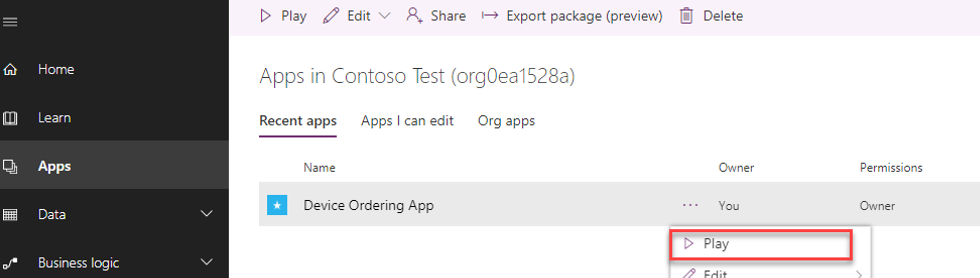 Play Edit Share Export package (preview) Delete
Home
Learn
Apps
Data
Business logic
Apps in Contoso Test (org0ea1528a)
Recent apps Apps I can edit Org apps
Name Owner Permissions
Device Ordering App ··· You Owner
Play
Edit